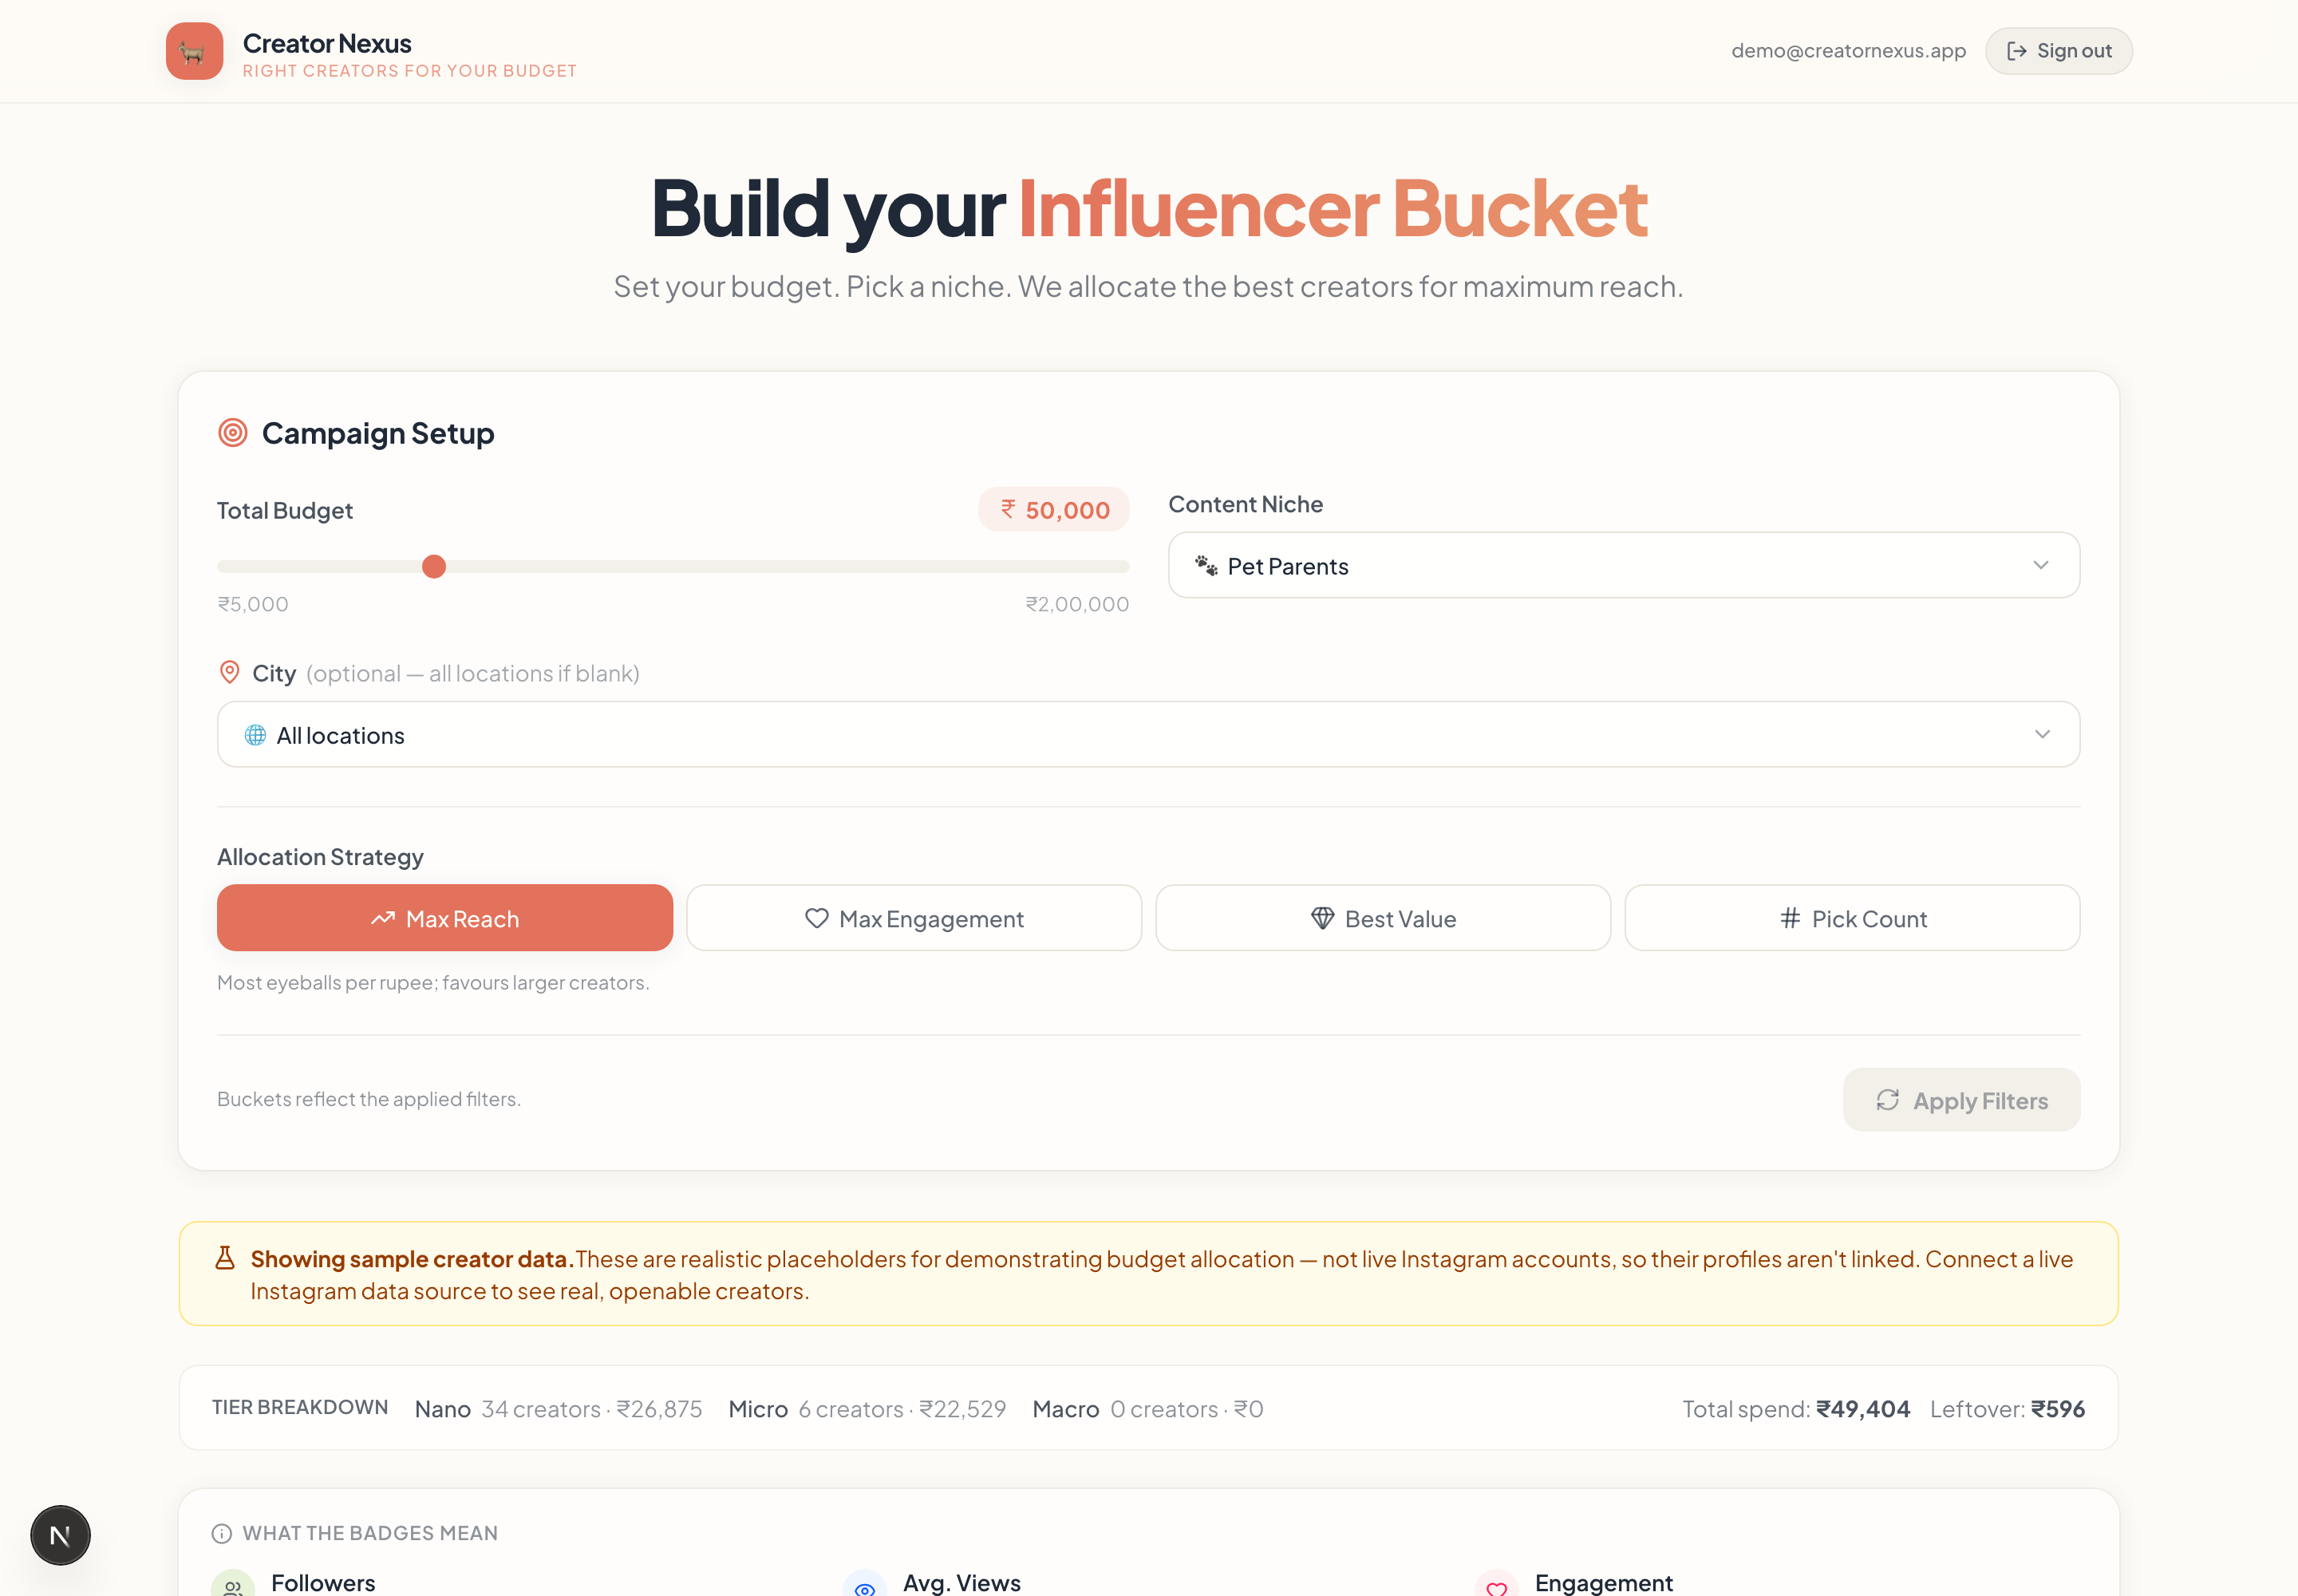 Creator Nexus
RIGHT CREATORS FOR YOUR BUDGET
demo@creatornexus.app
Sign out
Build your Influencer Bucket
Set your budget. Pick a niche. We allocate the best creators for maximum reach.
Campaign Setup
Total Budget
₹ 50,000
₹5,000
₹2,00,000
Content Niche
🐾 Pet Parents
City (optional — all locations if blank)
🌐 All locations
Allocation Strategy
Max Reach
Max Engagement
Best Value
# Pick Count
Most eyeballs per rupee; favours larger creators.
Buckets reflect the applied filters.
Apply Filters
Showing sample creator data.These are realistic placeholders for demonstrating budget allocation — not live Instagram accounts, so their profiles aren't linked. Connect a live
Instagram data source to see real, openable creators.
TIER BREAKDOWN Nano 34 creators · ₹26,875 Micro 6 creators · ₹22,529 Macro 0 creators · ₹0 Total spend: ₹49,404 Leftover: ₹596
N
WHAT THE BADGES MEAN
Followers
Avg. Views
Engagement